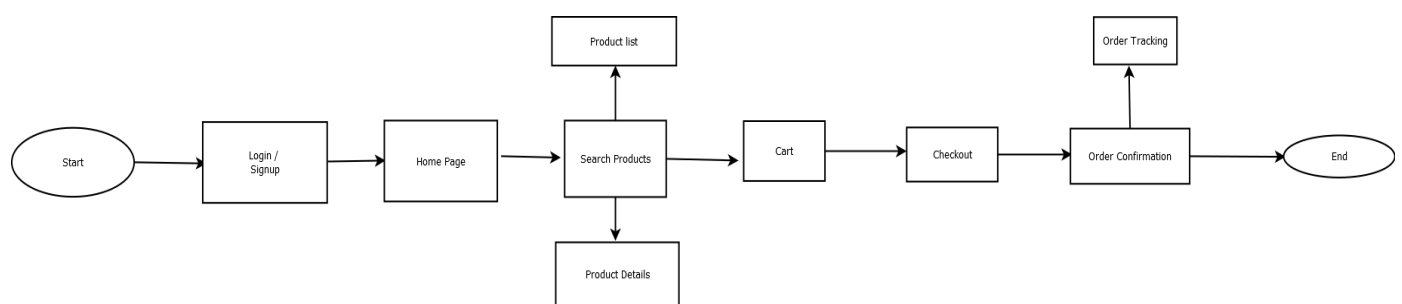 Product list
Order Tracking
Start
Login /
Signup
Home Page
Search Products
Cart
Checkout
Order Confirmation
End
Product Details